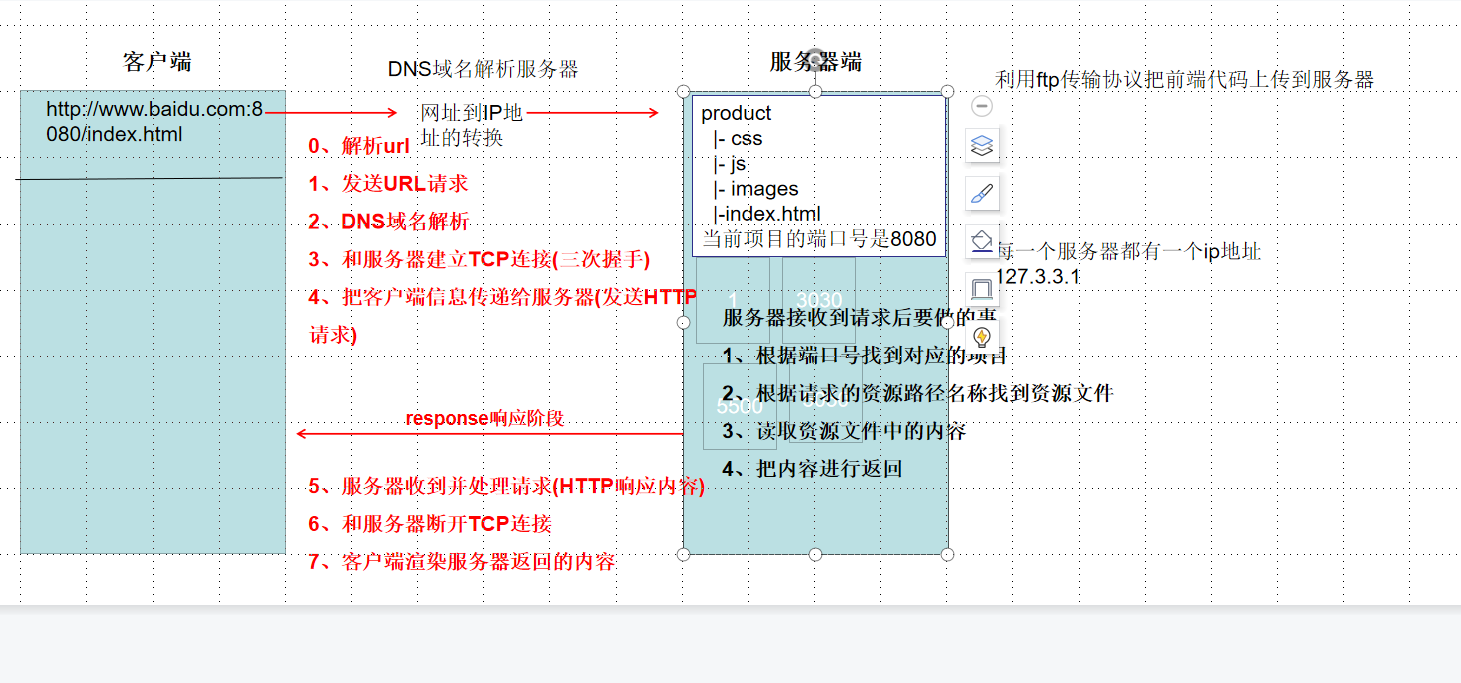 客户端
http://www.baidu.com:8
080/index.html
DNS域名解析服务器
网址到IP地
址的转换
0、解析url
1、发送URL请求
2、DNS域名解析
3、和服务器建立TCP连接(三次握手)
4、把客户端信息传递给服务器(发送HTTP
请求)
response响应阶段
5、服务器收到并处理请求(HTTP响应内容)
6、和服务器断开TCP连接
7、客户端渲染服务器返回的内容
服务器端
product
|- css
|- js
|- images
|-index.html
当前项目的端口号是8080
1
3030
5500
服务器接收到请求后要做的事
1、根据端口号找到对应的项目
2、根据请求的资源路径名称找到资源文件
3、读取资源文件中的内容
4、把内容进行返回
利用ftp传输协议把前端代码上传到服务器
每一个服务器都有一个ip地址
127.3.3.1